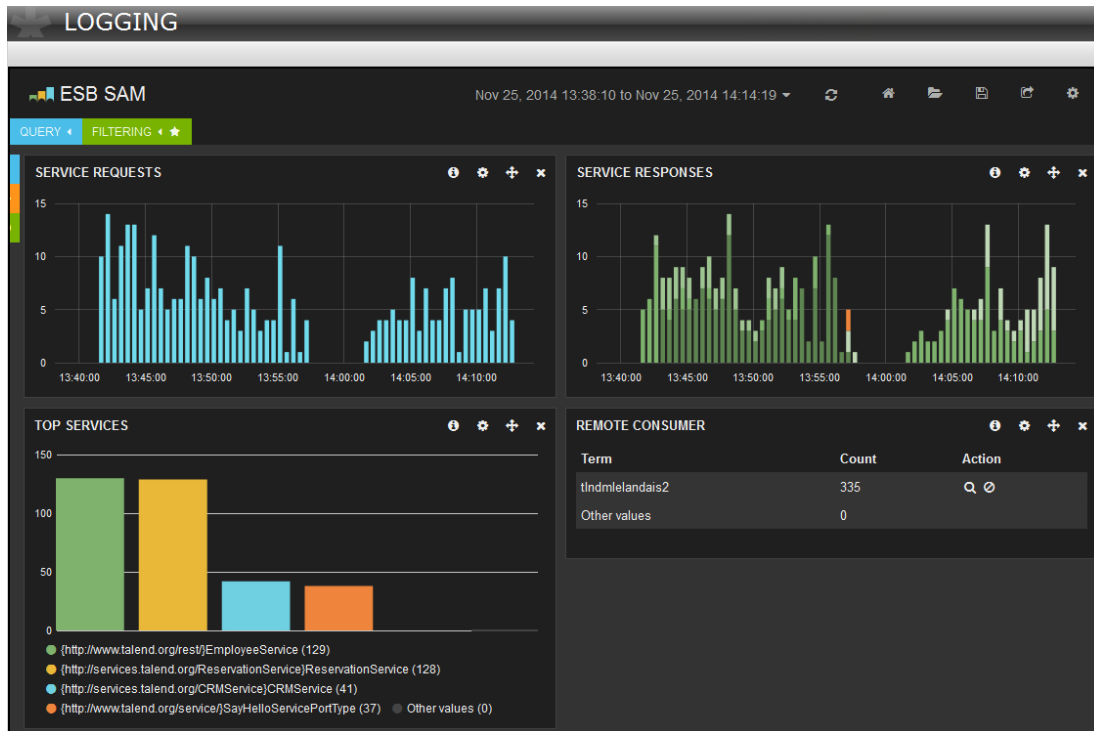 LOGGING
ESB SAM
Nov 25, 2014 13:38:10 to Nov 25, 2014 14:14:19
QUERY
FILTERING
SERVICE REQUESTS
15
10
5
0
13:40:00 13:45:00 13:50:00 13:55:00 14:00:00 14:05:00 14:10:00
SERVICE RESPONSES
15
10
5
0
13:40:00 13:45:00 13:50:00 13:55:00 14:00:00 14:05:00 14:10:00
TOP SERVICES
150
100
50
0
{http://www.talend.org/rest/}EmployeeService (129)
{http://services.talend.org/ReservationService}ReservationService (128)
{http://services.talend.org/CRMService}CRMService (41)
{http://www.talend.org/service/}SayHelloServicePortType (37) Other values (0)
REMOTE CONSUMER
Term Count Action
tlndmlelandais2 335
Other values 0